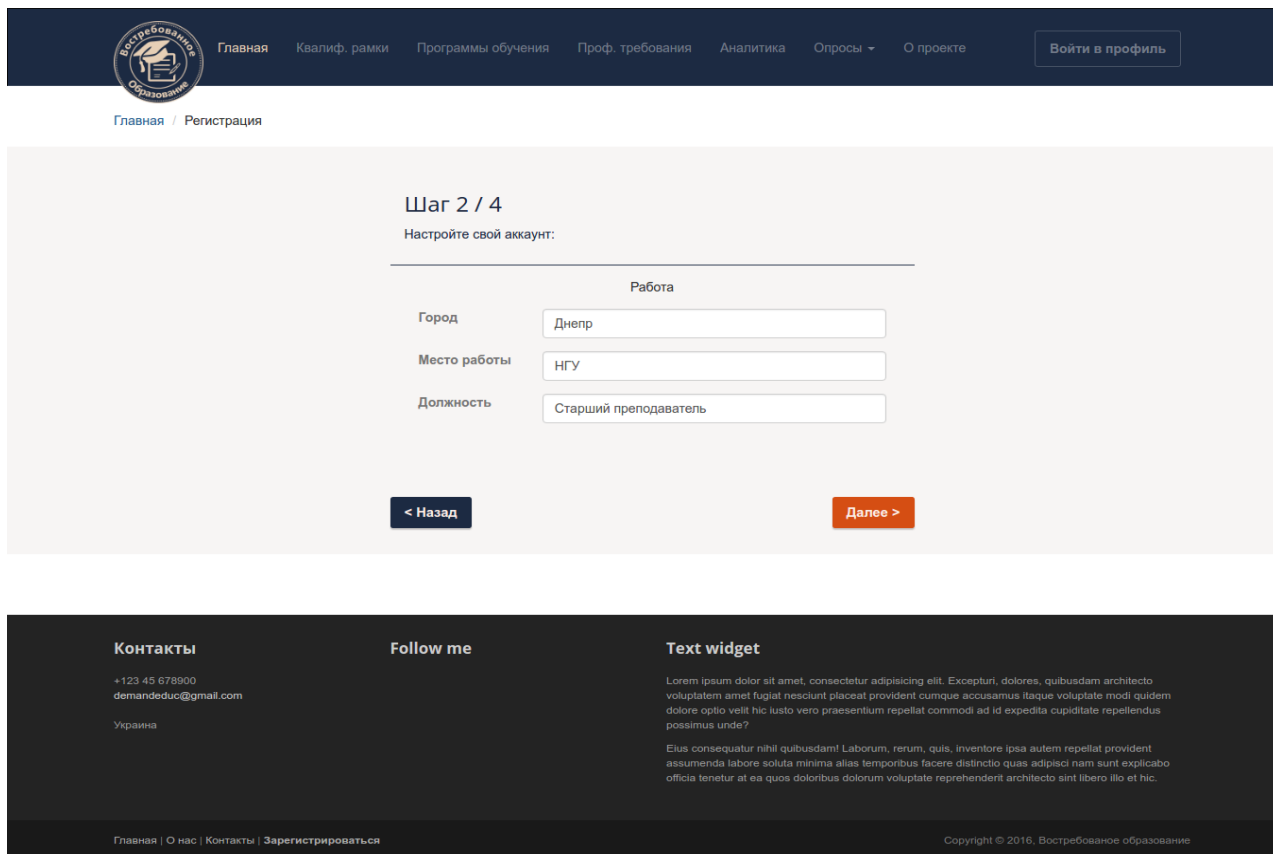 Востребованное
Образование
Главная Квалиф. рамки Программы обучения Проф. требования Аналитика Опросы О проекте Войти в профиль
Главная / Регистрация
Шаг 2 / 4
Настройте свой аккаунт:
Работа
Город Днепр
Место работы НГУ
Должность Старший преподаватель
< Назад Далее >
Контакты
+123 45 678900
demandeduc@gmail.com
Украина
Follow me
Text widget
Lorem ipsum dolor sit amet, consectetur adipisicing elit. Excepturi, dolores, quibusdam architecto
voluptatem amet fugiat nesciunt placeat provident cumque accusamus itaque voluptate modi quidem
dolore optio velit hic iusto vero praesentium repellat commodi ad id expedita cupiditate repellendus
possimus unde?
Eius consequatur nihil quibusdam! Laborum, rerum, quis, inventore ipsa autem repellat provident
assumenda labore soluta minima alias temporibus facere distinctio quas adipisci nam sunt explicabo
officia tenetur at ea quos doloribus dolorum voluptate reprehenderit architecto sint libero illo et hic.
Главная | О нас | Контакты | Зарегистрироваться
Copyright © 2016, Востребованое образование